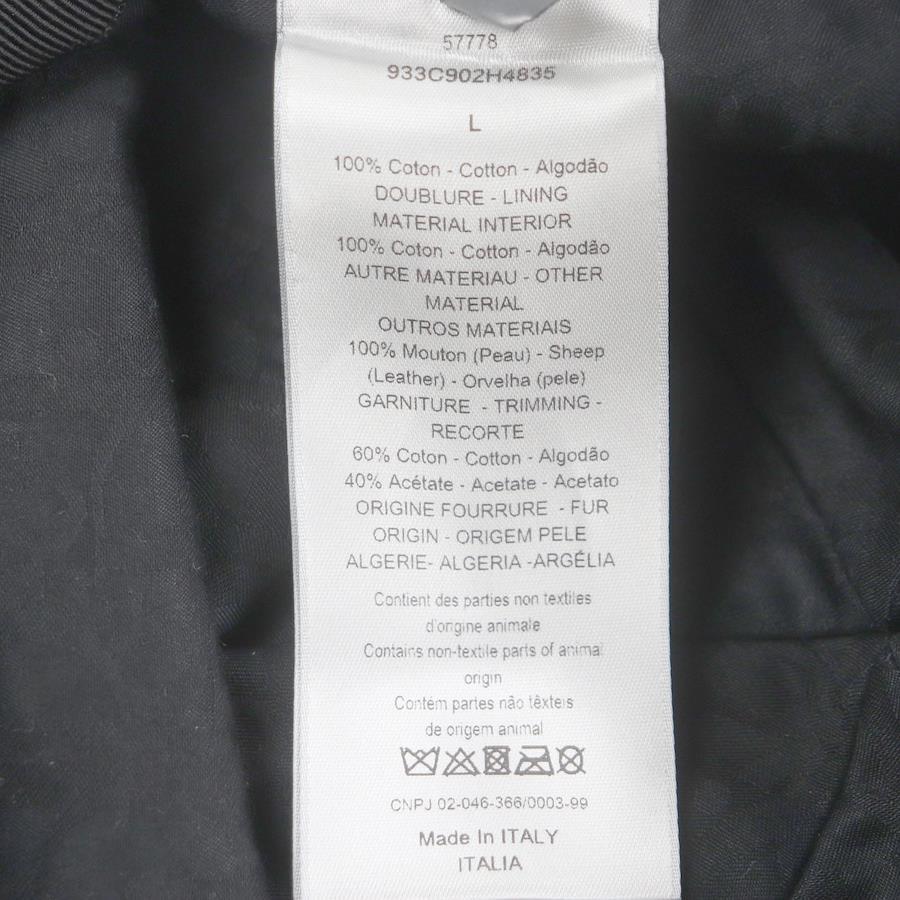 57778
933C902H4835
L
100% Coton - Cotton - Algodão
DOUBLURE - LINING
MATERIAL INTERIOR
100% Coton - Cotton - Algodão
AUTRE MATERIAU - OTHER
MATERIAL
OUTROS MATERIAIS
100% Mouton (Peau) - Sheep
(Leather) - Orvelha (pele)
GARNITURE - TRIMMING -
RECORTE
60% Coton - Cotton - Algodão
40% Acétate - Acetate - Acetato
ORIGINE FOURRURE - FUR
ORIGIN - ORIGEM PELE
ALGERIE- ALGERIA -ARGÉLIA
Contient des parties non textiles
d'origine animale
Contains non-textile parts of animal
origin
Contém partes não têxteis
de origem animal
CNPJ 02-046-366/0003-99
Made In ITALY
ITALIA